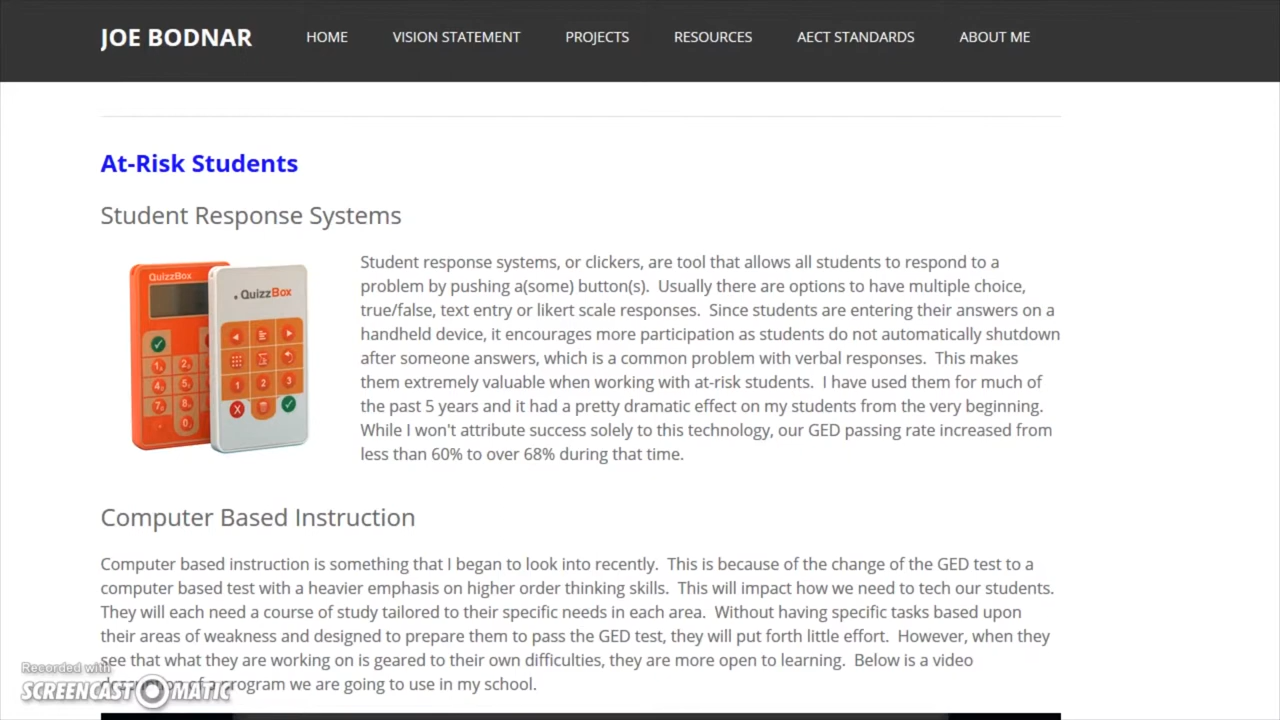 JOE BODNAR
HOME VISION STATEMENT PROJECTS RESOURCES AECT STANDARDS ABOUT ME
At-Risk Students
Student Response Systems
QuizzBox
QuizzBox
1 2 3
Student response systems, or clickers, are tool that allows all students to respond to a
problem by pushing a(some) button(s). Usually there are options to have multiple choice,
true/false, text entry or likert scale responses. Since students are entering their answers on a
handheld device, it encourages more participation as students do not automatically shutdown
after someone answers, which is a common problem with verbal responses. This makes
them extremely valuable when working with at-risk students. I have used them for much of
the past 5 years and it had a pretty dramatic effect on my students from the very beginning.
While I won't attribute success solely to this technology, our GED passing rate increased from
less than 60% to over 68% during that time.
Computer Based Instruction
Computer based instruction is something that I began to look into recently. This is because of the change of the GED test to a
computer based test with a heavier emphasis on higher order thinking skills. This will impact how we need to tech our students.
They will each need a course of study tailored to their specific needs in each area. Without having specific tasks based upon
their areas of weakness and designed to prepare them to pass the GED test, they will put forth little effort. However, when they
see that what they are working on is geared to their own difficulties, they are more open to learning. Below is a video
of a program we are going to use in my school.
Recorded with
SCREENCAST MATIC